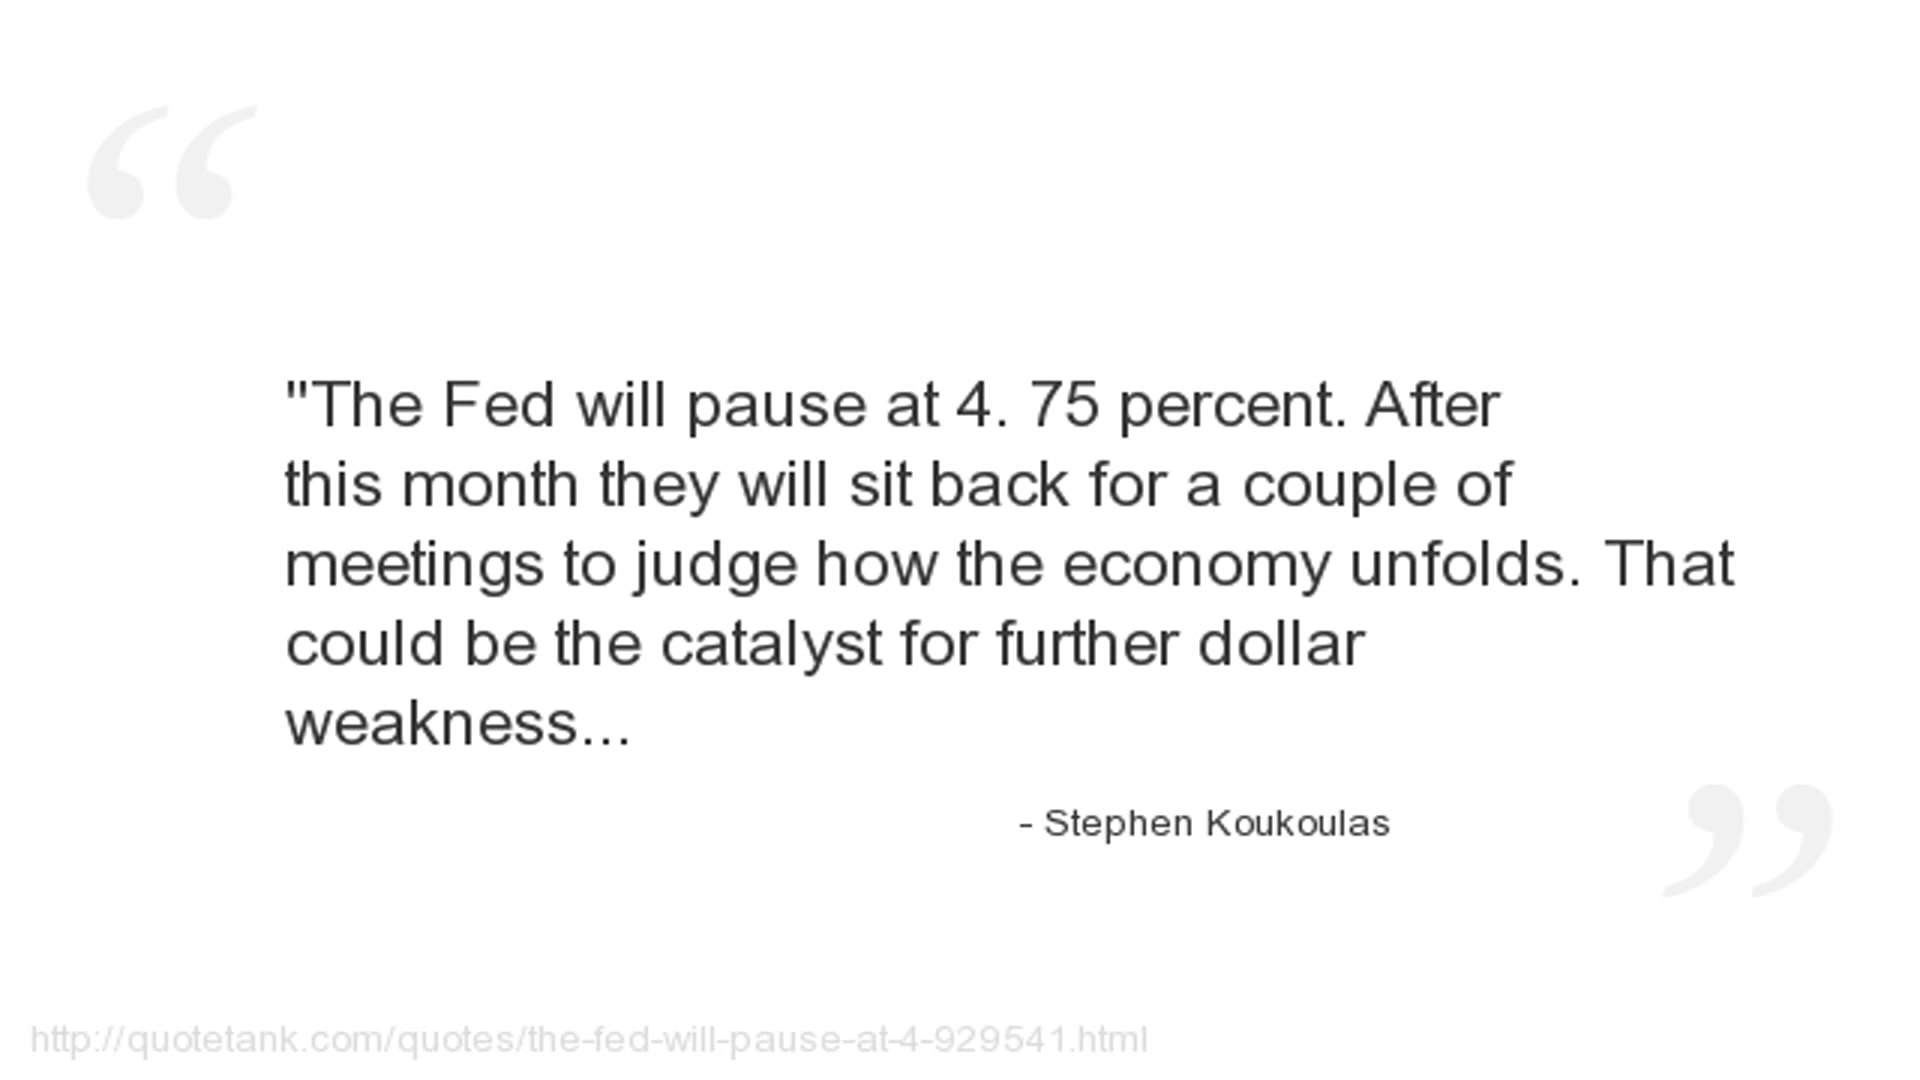 "The Fed will pause at 4. 75 percent. After
this month they will sit back for a couple of
meetings to judge how the economy unfolds. That
could be the catalyst for further dollar
weakness...
- Stephen Koukoulas
http://quotetank.com/quotes/the-fed-will-pause-at-4-929541.html